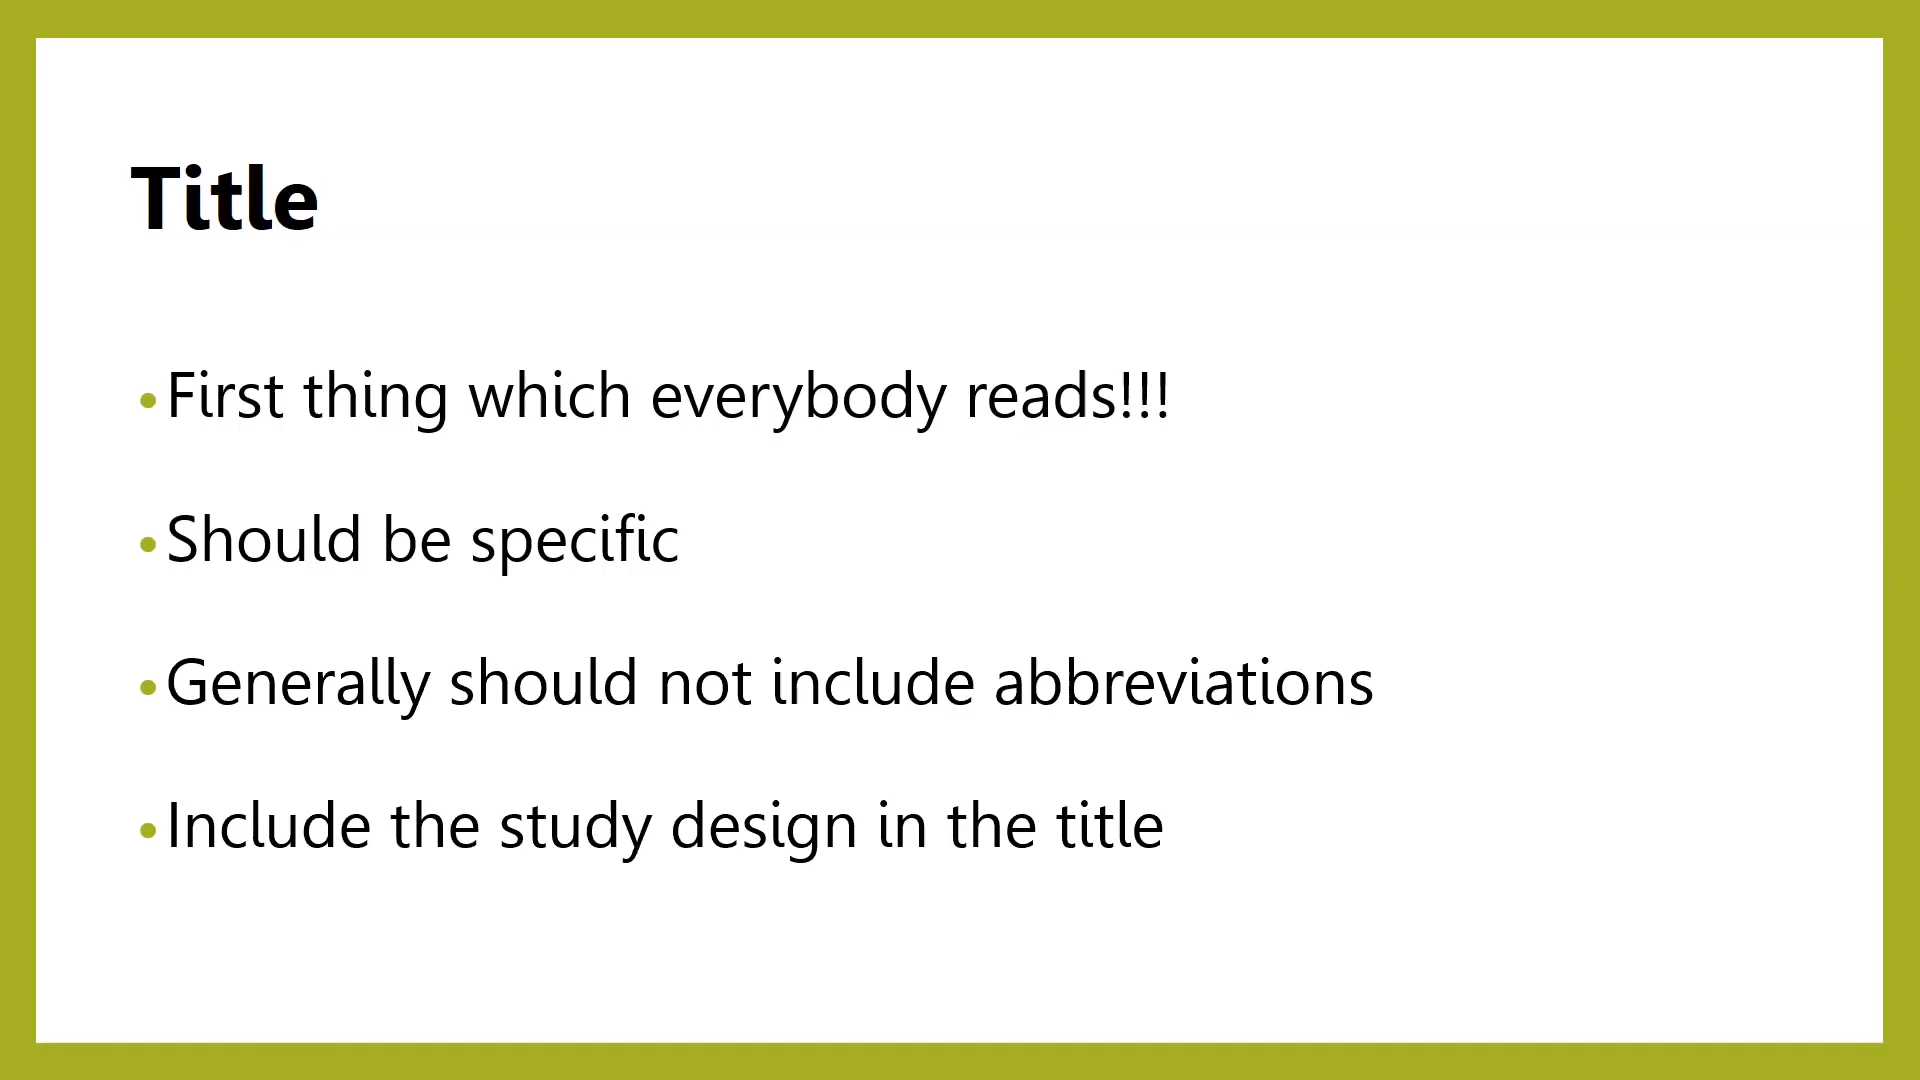 Title
• First thing which everybody reads!!!
• Should be specific
• Generally should not include abbreviations
• Include the study design in the title